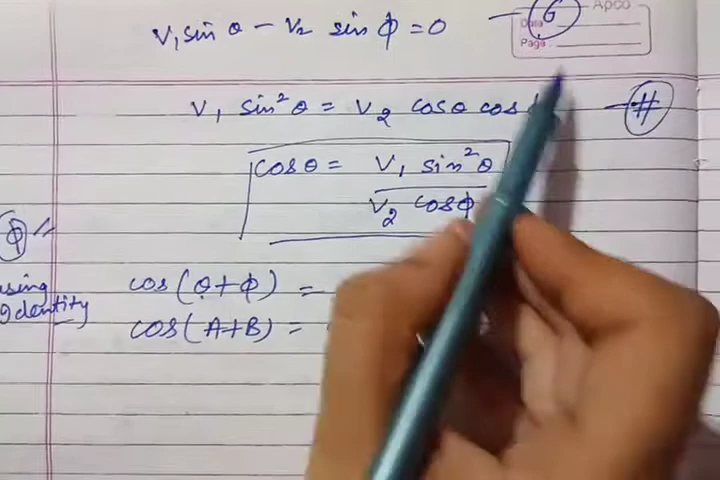 Apco
V₁ sin θ - V₂ sin ϕ = 0 - 6
Date
Page
V₁ sin²θ = V₂ cosθ cos - #
cosθ = V₁ sin²θ
V₂ cosϕ
ϕ
using cos(θ+ϕ) =
Identity cos(A+B) =